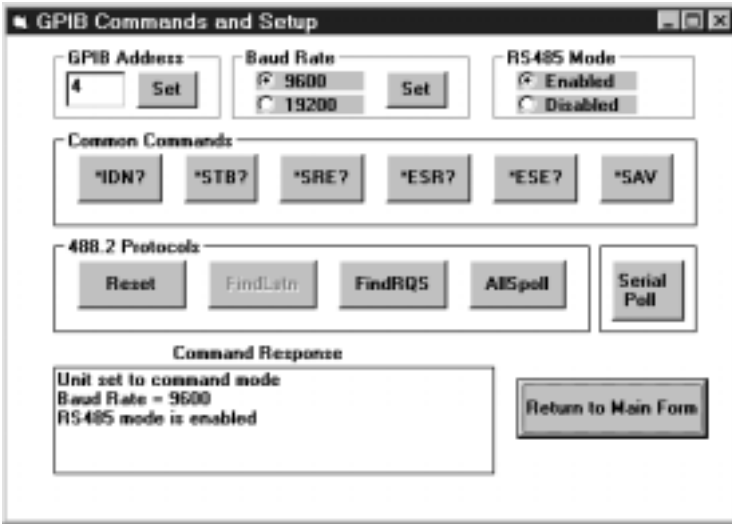 GPIB Commands and Setup
GPIB Address
4
Set
Baud Rate
9600
19200
Set
RS485 Mode
Enabled
Disabled
Common Commands
*IDN? *STB? *SRE? *ESR? *ESE? *SAV
488.2 Protocols
Reset FindLstn FindRQS AllSpoll
Serial
Poll
Command Response
Unit set to command mode
Baud Rate = 9600
RS485 mode is enabled
Return to Main Form